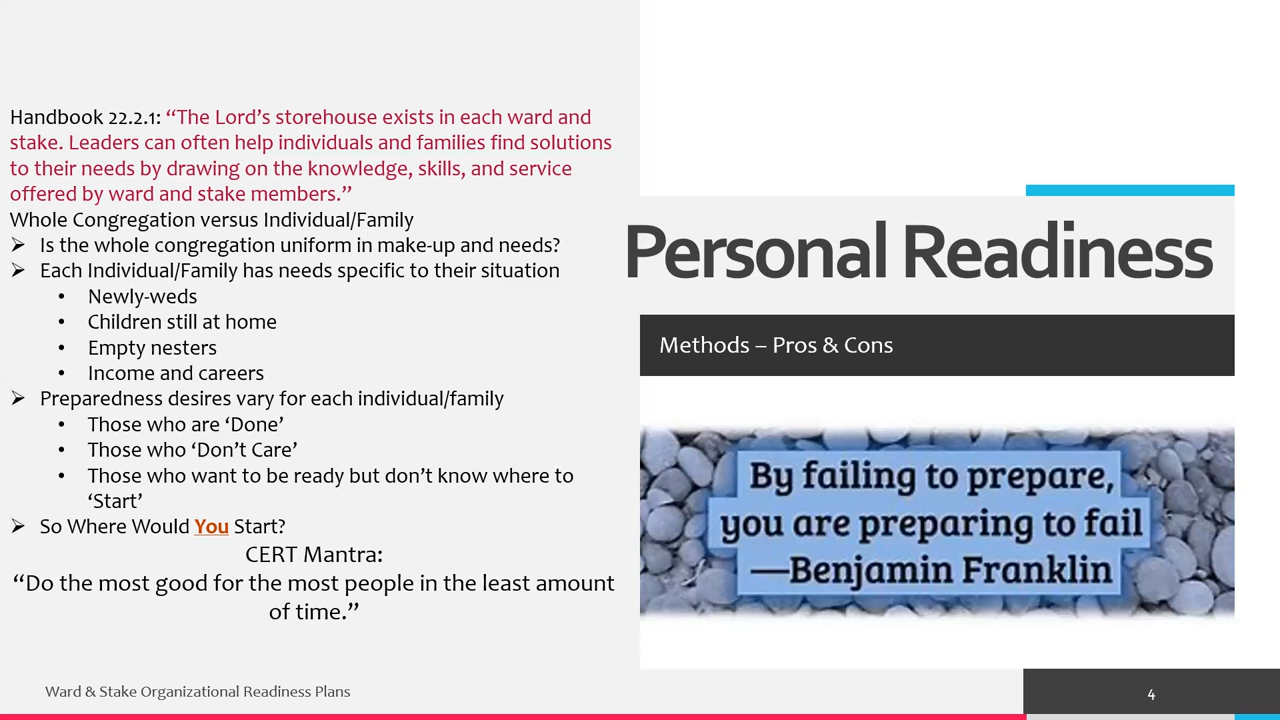 Handbook 22.2.1: “The Lord’s storehouse exists in each ward and
stake. Leaders can often help individuals and families find solutions
to their needs by drawing on the knowledge, skills, and service
offered by ward and stake members.”
Whole Congregation versus Individual/Family
➢ Is the whole congregation uniform in make-up and needs?
➢ Each Individual/Family has needs specific to their situation
• Newly-weds
• Children still at home
• Empty nesters
• Income and careers
➢ Preparedness desires vary for each individual/family
• Those who are ‘Done’
• Those who ‘Don’t Care’
• Those who want to be ready but don’t know where to
‘Start’
➢ So Where Would You Start?
CERT Mantra:
“Do the most good for the most people in the least amount
of time.”
Personal Readiness
Methods – Pros & Cons
By failing to prepare,
you are preparing to fail
—Benjamin Franklin
Ward & Stake Organizational Readiness Plans
4